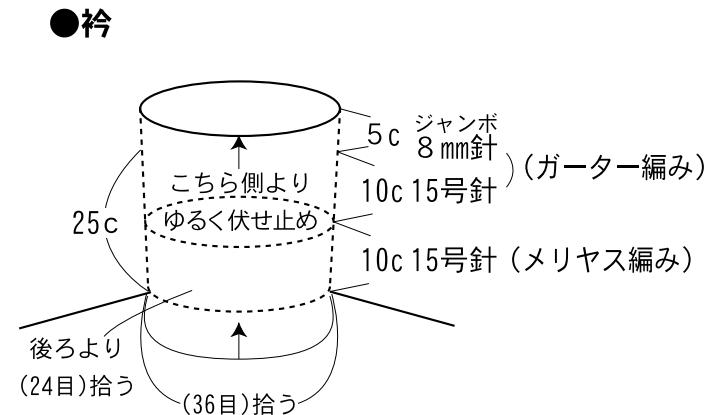 ●衿
5c ジャンボ
8㎜針
10c 15号針
(ガーター編み)
こちら側より
ゆるく伏せ止め
25c
10c 15号針(メリヤス編み)
後ろより
(24目)拾う
(36目)拾う